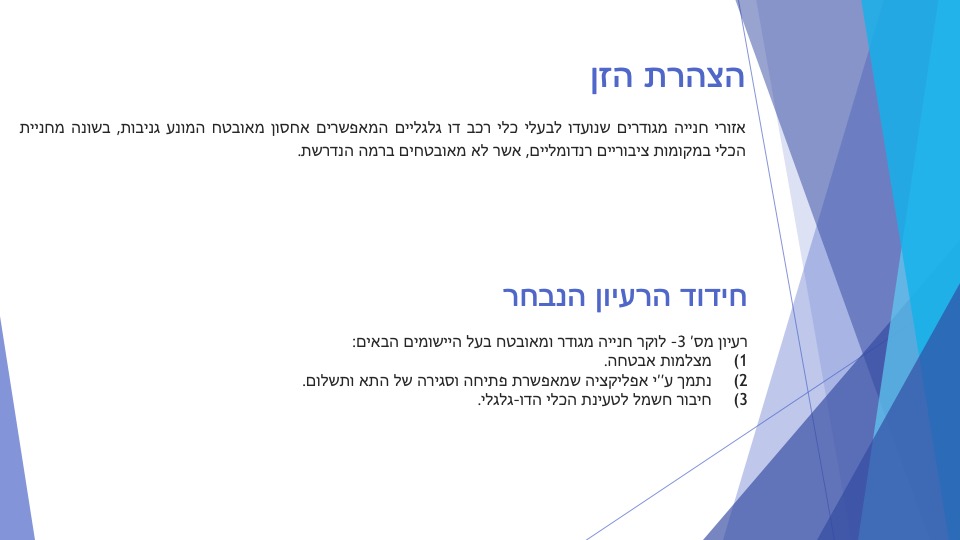 הצהרת הזן
אזורי חנייה מגודרים שנועדו לבעלי כלי רכב דו גלגליים המאפשרים אחסון מאובטח המונע גניבות, בשונה מחניית
הכלי במקומות ציבוריים רנדומליים, אשר לא מאובטחים ברמה הנדרשת.
חידוד הרעיון הנבחר
רעיון מס' 3- לוקר חנייה מגודר ומאובטח בעל היישומים הבאים:
1) מצלמות אבטחה.
2) נתמך ע''י אפליקציה שמאפשרת פתיחה וסגירה של התא ותשלום.
3) חיבור חשמל לטעינת הכלי הדו-גלגלי.